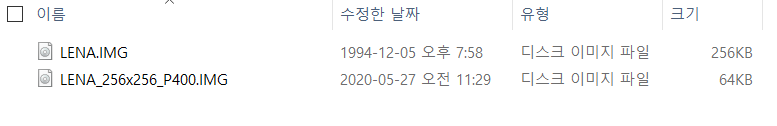 이름 수정한 날짜 유형 크기
LENA.IMG 1994-12-05 오후 7:58 디스크 이미지 파일 256KB
LENA_256x256_P400.IMG 2020-05-27 오전 11:29 디스크 이미지 파일 64KB